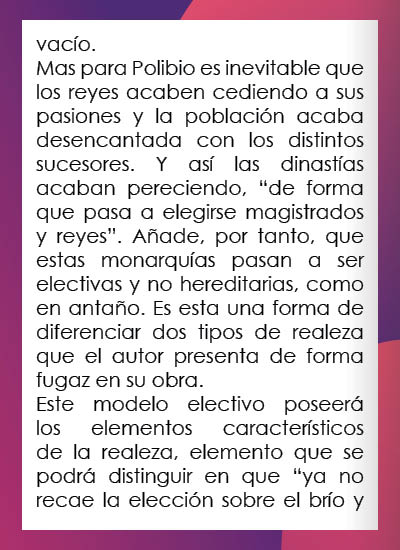 vacío.
Mas para Polibio es inevitable que
los reyes acaben cediendo a sus
pasiones y la población acaba
desencantada con los distintos
sucesores. Y así las dinastías
acaban pereciendo, “de forma
que pasa a elegirse magistrados
y reyes”. Añade, por tanto, que
estas monarquías pasan a ser
electivas y no hereditarias, como
en antaño. Es esta una forma de
diferenciar dos tipos de realeza
que el autor presenta de forma
fugaz en su obra.
Este modelo electivo poseerá
los elementos característicos
de la realeza, elemento que se
podrá distinguir en que “ya no
recae la elección sobre el brío y